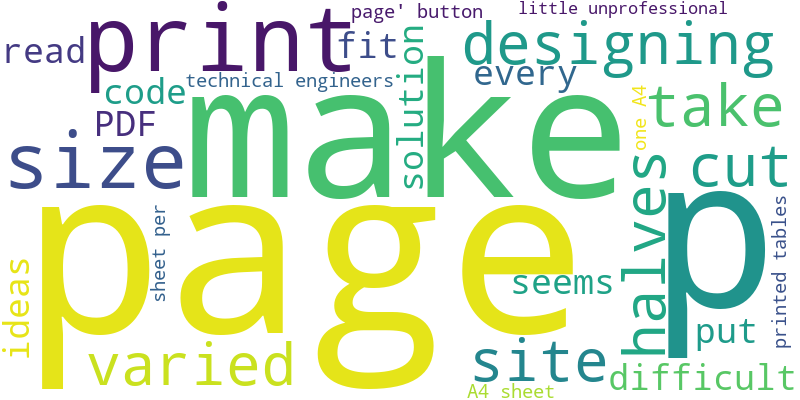 page' button
little unprofessional
print
read
fit
designing
technical engineers
every
code
solution
one A4
take
PDF
make
size
cut
page
p
sheet per
halves
printed tables
ideas
seems
put
varied
site
difficult
A4 sheet